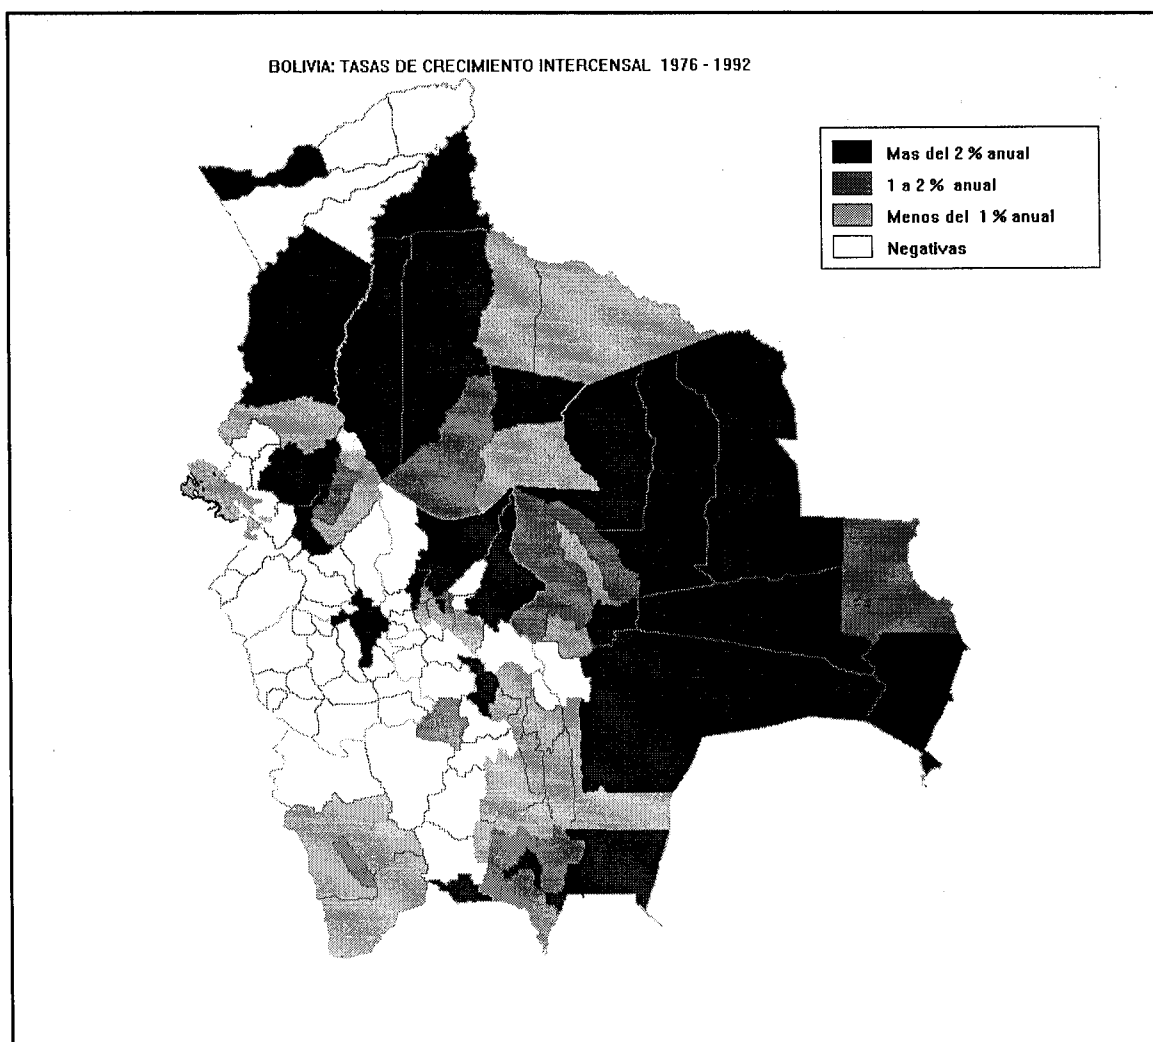 BOLIVIA: TASAS DE CRECIMIENTO INTERCENSAL 1976 - 1992
Mas del 2 % anual
1 a 2 % anual
Menos del 1 % anual
Negativas